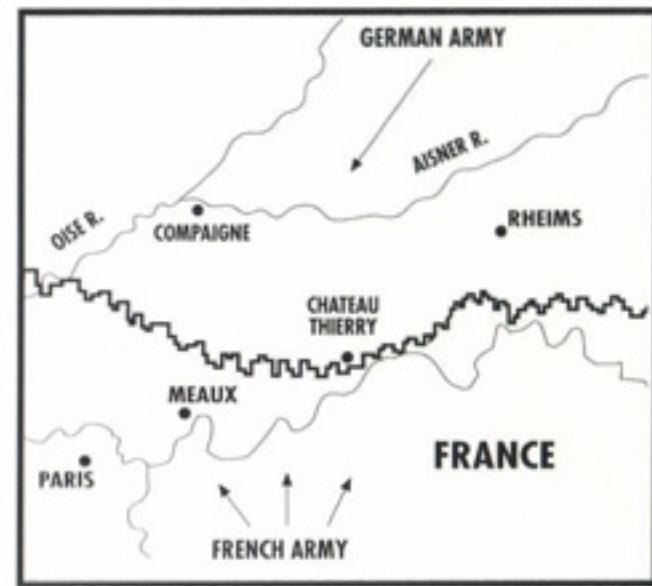 GERMAN ARMY
AISNER R.
OISE R.
COMPAIGNE
RHEIMS
CHATEAU
THIERRY
MEAUX
PARIS
FRANCE
FRENCH ARMY